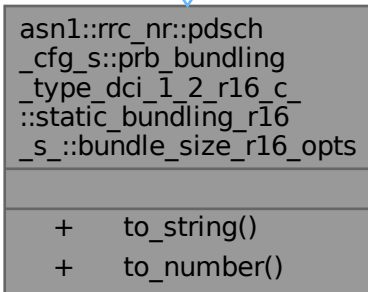 asn1::rrc_nr::pdsch
_cfg_s::prb_bundling
_type_dci_1_2_r16_c_
::static_bundling_r16
_s_::bundle_size_r16_opts
+ to_string()
+ to_number()